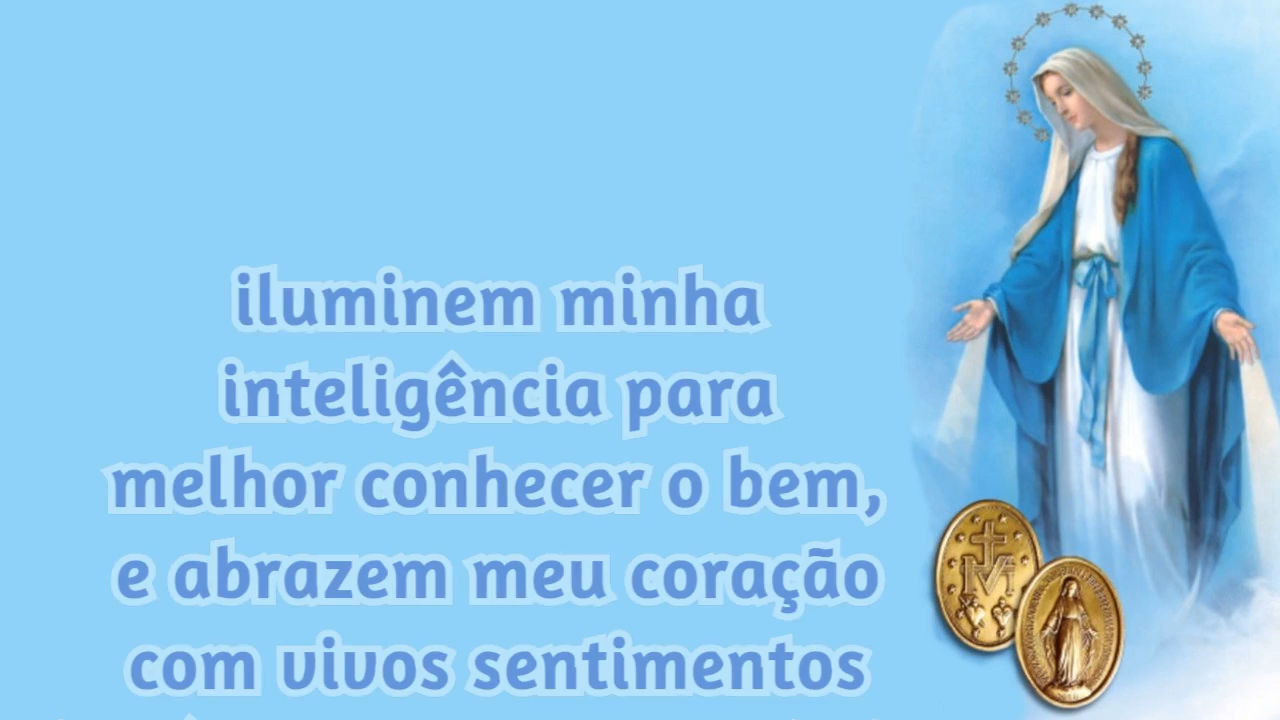 iluminem minha
inteligência para
melhor conhecer o bem,
e abrazem meu coração
com vivos sentimentos